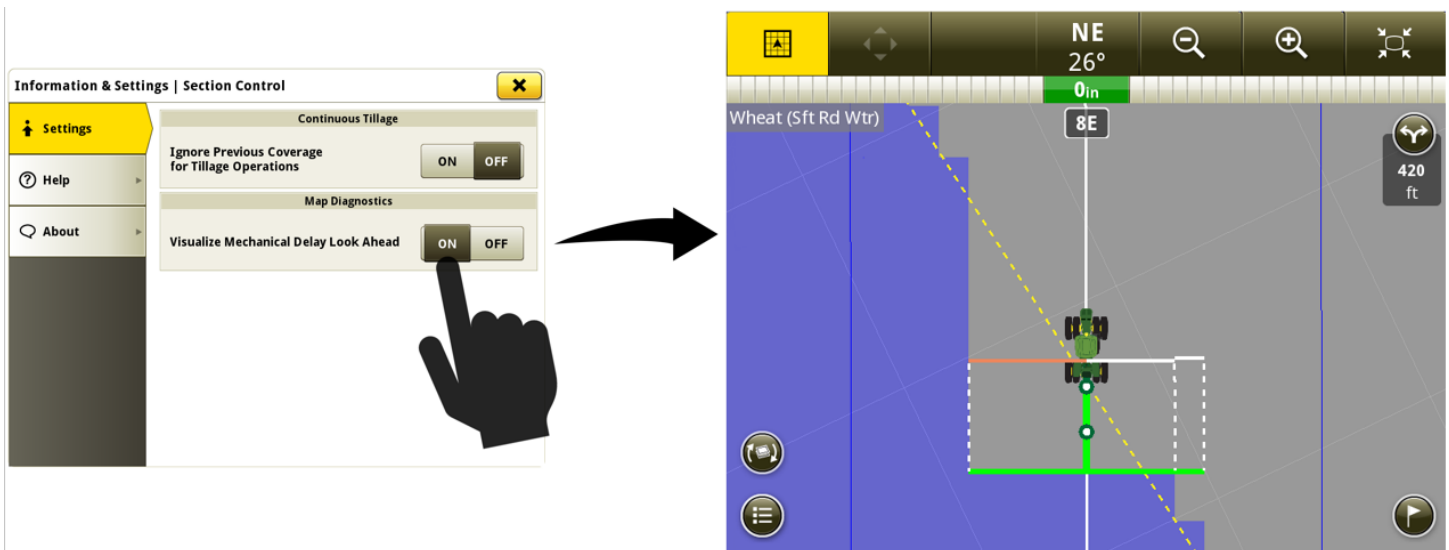 Information & Settings | Section Control
Settings
Help
About
Continuous Tillage
Ignore Previous Coverage
for Tillage Operations
ON OFF
Map Diagnostics
Visualize Mechanical Delay Look Ahead
ON OFF
NE
26°
0in
Wheat (Sft Rd Wtr)
8E
420
ft